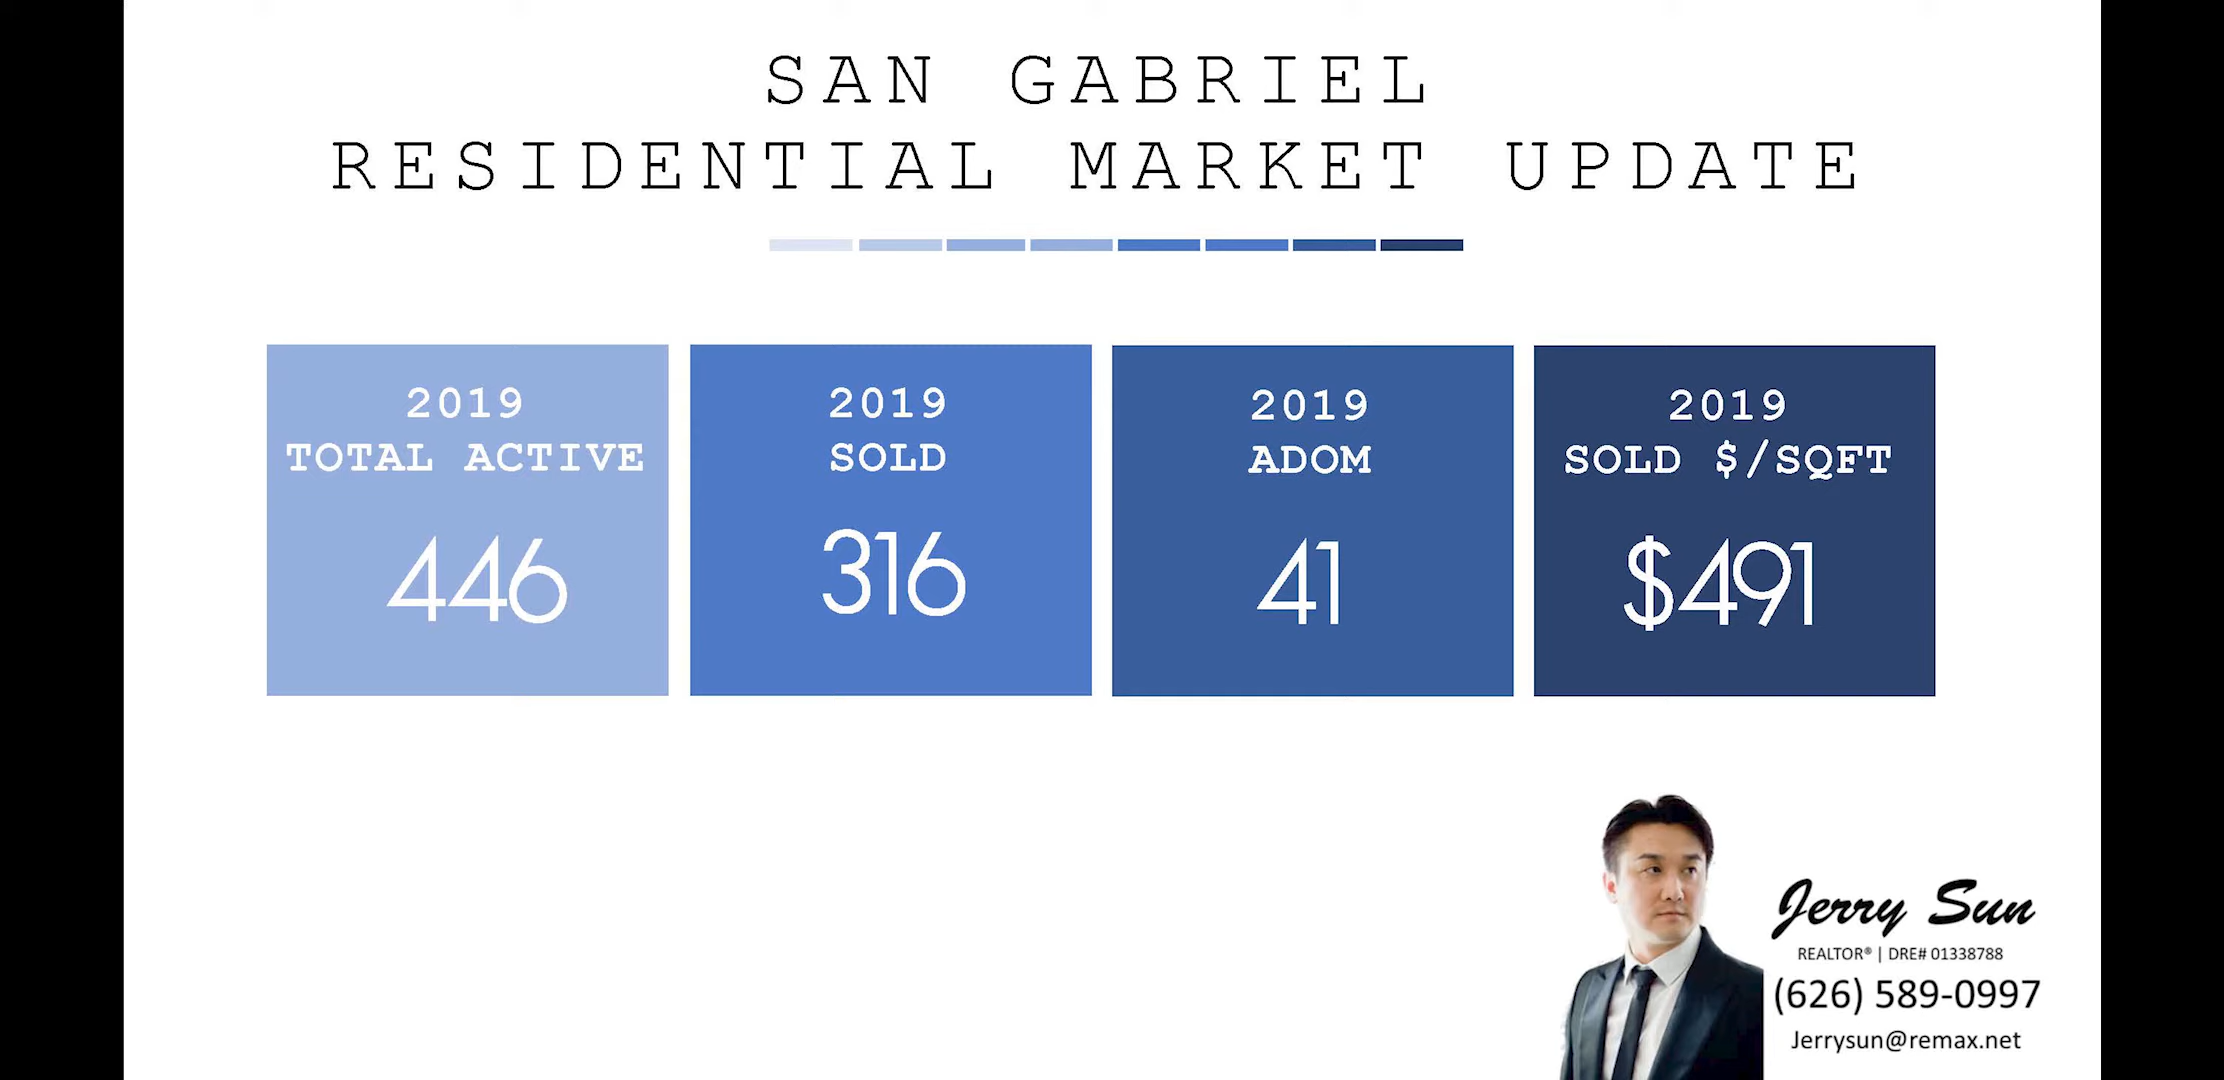 SAN GABRIEL
RESIDENTIAL MARKET UPDATE
2019
TOTAL ACTIVE
446
2019
SOLD
316
2019
ADOM
41
2019
SOLD $/SQFT
$491
Jerry Sun
REALTOR® | DRE# 01338788
(626) 589-0997
Jerrysun@remax.net